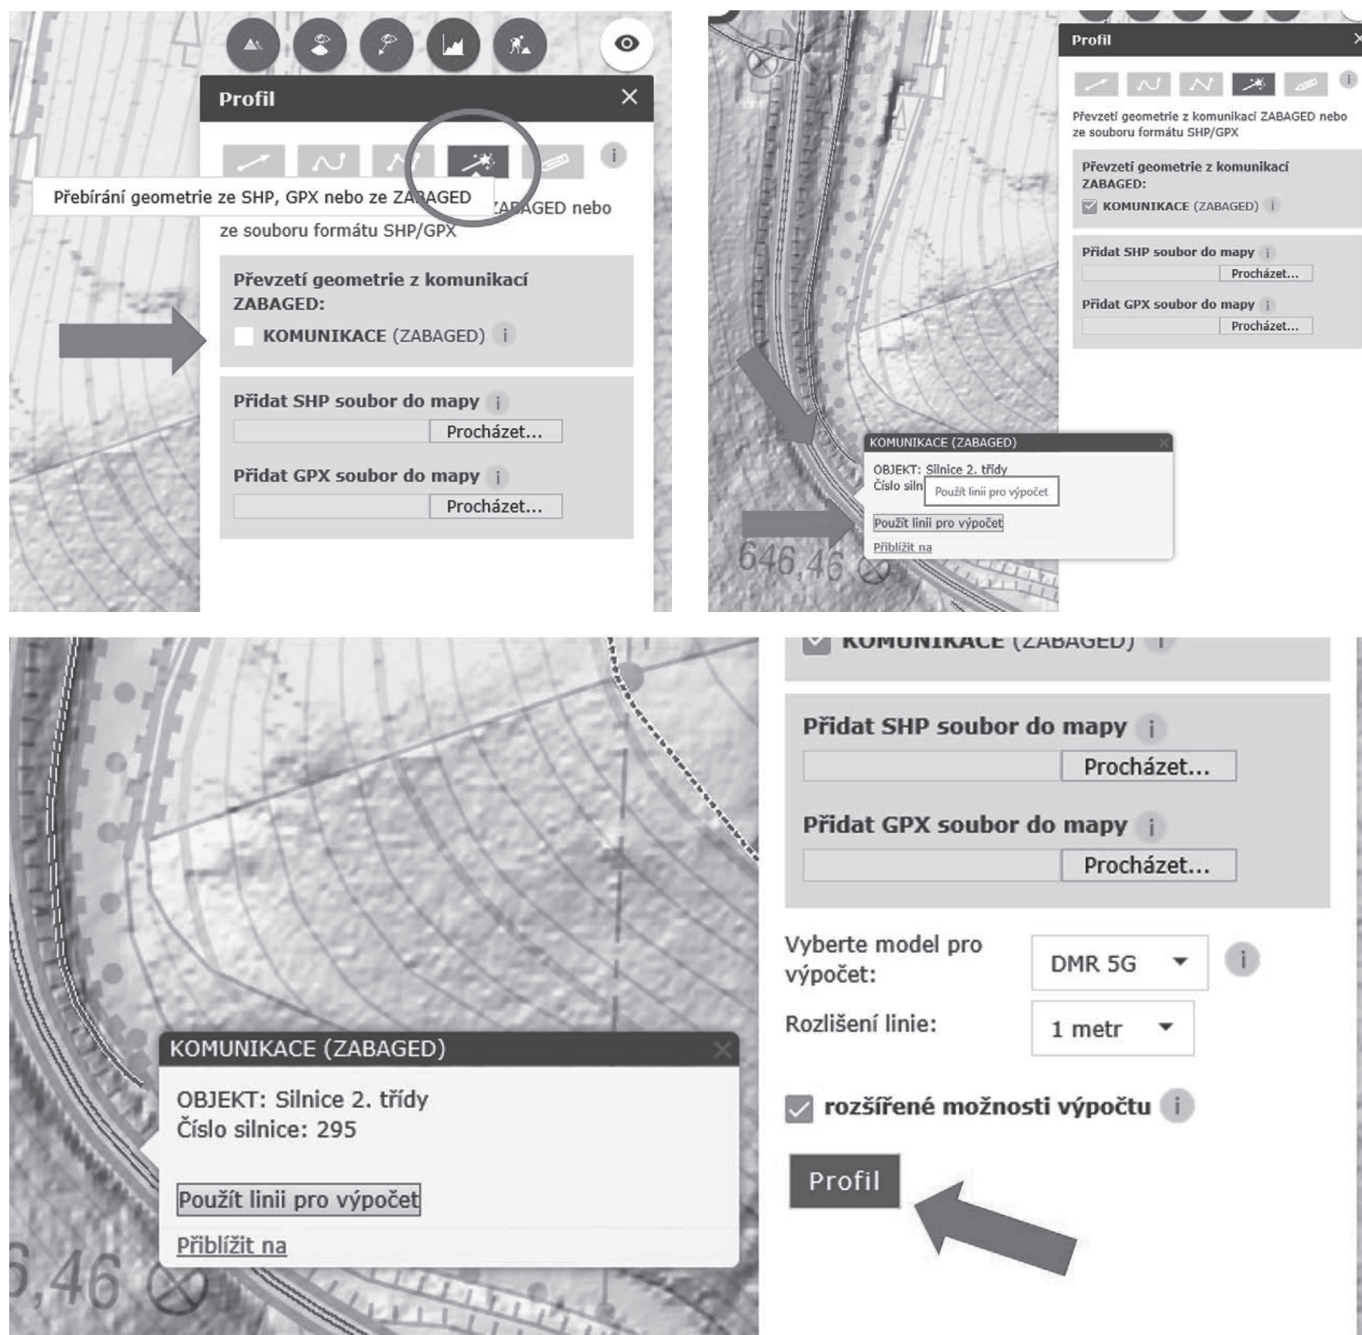 Profil
Přebírání geometrie ze SHP, GPX nebo ze ZABAGED
ZABAGED nebo
ze souboru formátu SHP/GPX
Převzetí geometrie z komunikací
ZABAGED:
KOMUNIKACE (ZABAGED) i
Přidat SHP soubor do mapy i
Procházet...
Přidat GPX soubor do mapy i
Procházet...
Profil
Převzetí geometrie z komunikací ZABAGED nebo
ze souboru formátu SHP/GPX
Převzetí geometrie z komunikací
ZABAGED:
KOMUNIKACE (ZABAGED) i
Přidat SHP soubor do mapy i
Procházet...
Přidat GPX soubor do mapy i
Procházet...
KOMUNIKACE (ZABAGED)
OBJEKT: Silnice 2. třídy
Číslo siln
Použít linii pro výpočet
Použít linii pro výpočet
Přiblížit na
646,46
KOMUNIKACE (ZABAGED)
OBJEKT: Silnice 2. třídy
Číslo silnice: 295
Použít linii pro výpočet
Přiblížit na
6,46
KOMUNIKACE (ZABAGED) i
Přidat SHP soubor do mapy i
Procházet...
Přidat GPX soubor do mapy i
Procházet...
Vyberte model pro
výpočet:
DMR 5G i
Rozlišení linie:
1 metr
rozšířené možnosti výpočtu i
Profil